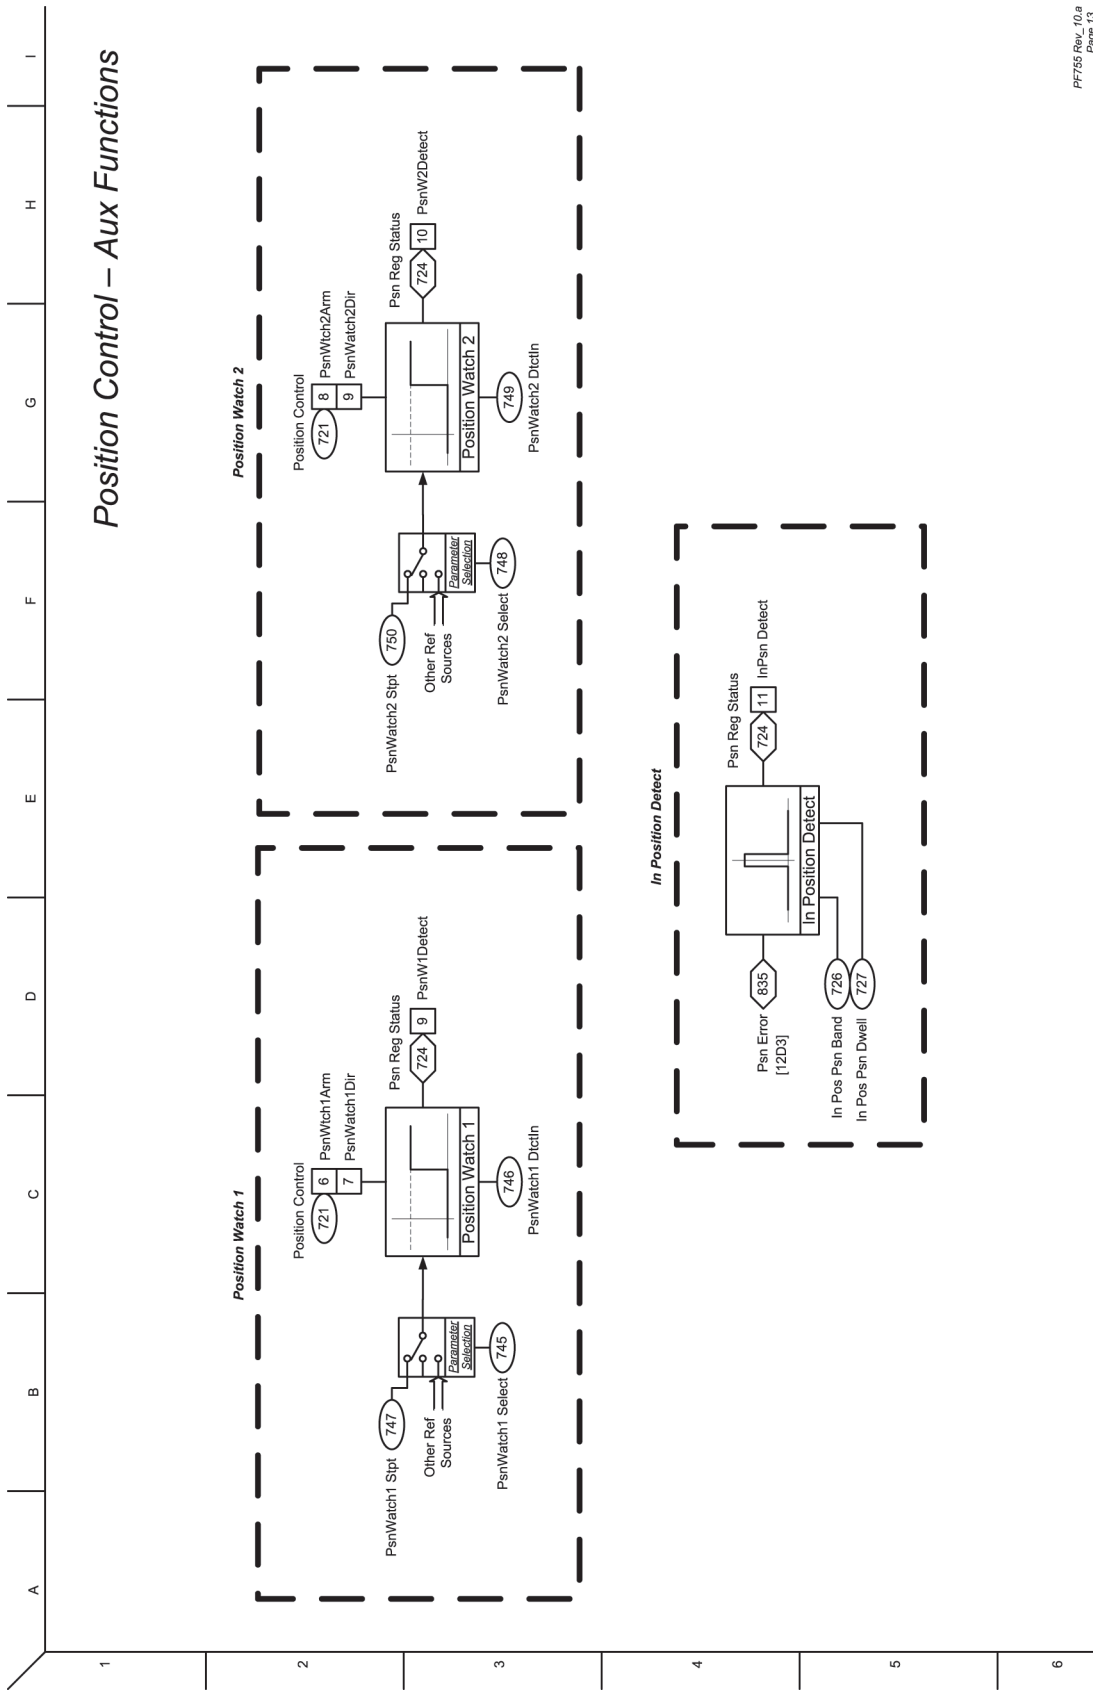 A
B
C
D
E
F
G
H
I
1
2
3
4
5
6
Position Control – Aux Functions
Position Watch 1
Position Control
721
6
PsnWtch1Arm
7
PsnWatch1Dir
PsnWatch1 Stpt
747
Other Ref
Sources
Parameter
Selection
PsnWatch1 Select
745
Position Watch 1
Psn Reg Status
724
9
PsnW1Detect
746
PsnWatch1 DtctIn
Position Watch 2
Position Control
721
8
PsnWtch2Arm
9
PsnWatch2Dir
PsnWatch2 Stpt
750
Other Ref
Sources
Parameter
Selection
PsnWatch2 Select
748
Position Watch 2
Psn Reg Status
724
10
PsnW2Detect
749
PsnWatch2 DtctIn
In Position Detect
Psn Error
[12D3]
835
In Position Detect
Psn Reg Status
724
11
InPsn Detect
In Pos Psn Band
726
In Pos Psn Dwell
727
PF755 Rev_10.a
Page 13